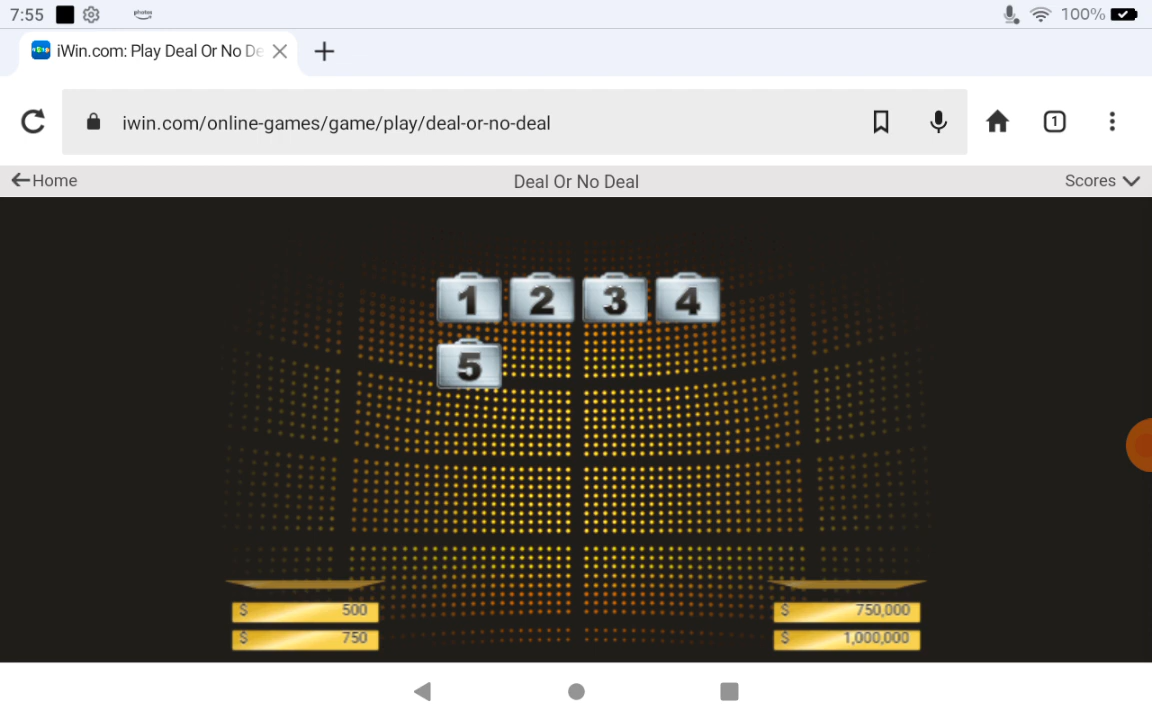 7:55 photos 100%
iWin.com: Play Deal Or No De
iwin.com/online-games/game/play/deal-or-no-deal 1
Home Deal Or No Deal Scores
1 2 3 4
5
$ 500 $ 750,000
$ 750 $ 1,000,000